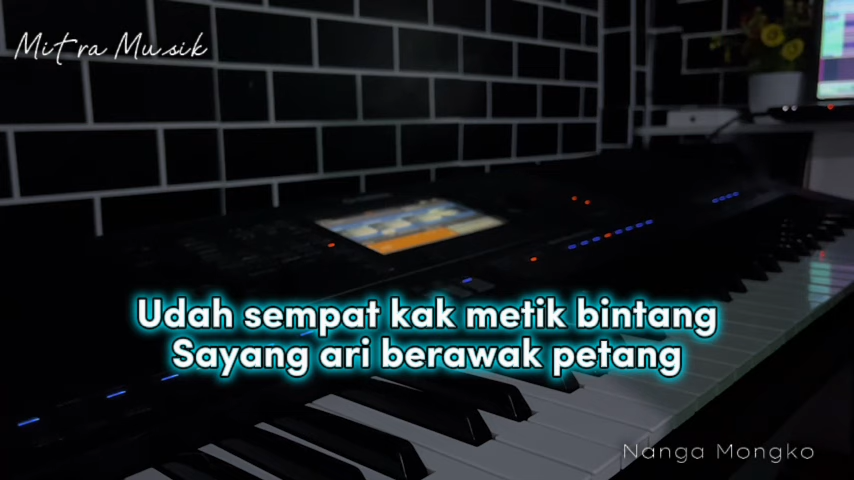 Mitra Musik
Udah sempat kak metik bintang
Sayang ari berawak petang
Nanga Mongko